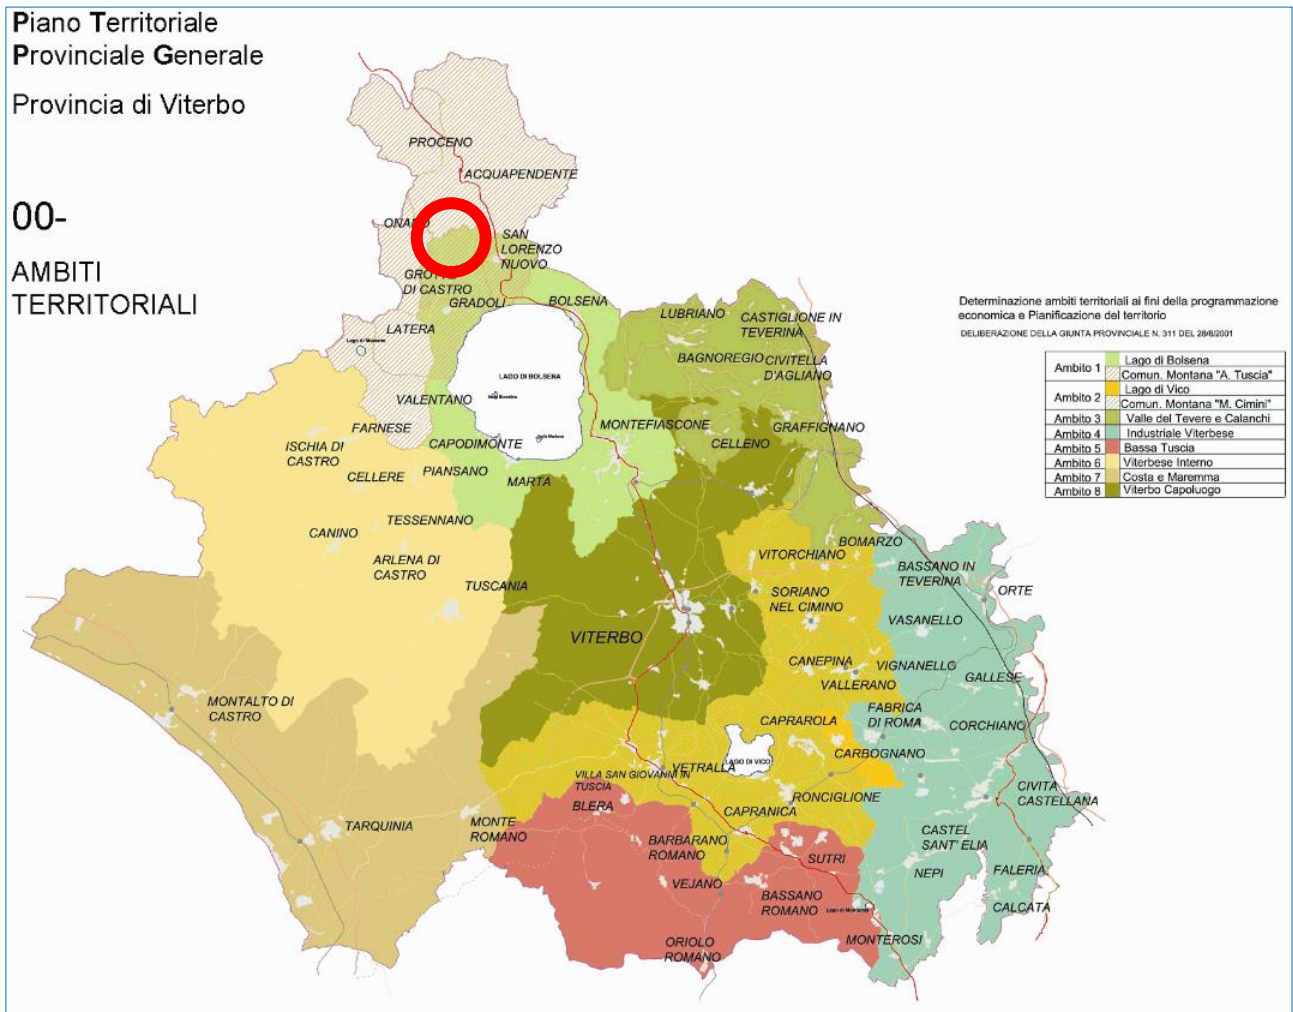 Piano Territoriale
Provinciale Generale
Provincia di Viterbo
00-
AMBITI
TERRITORIALI
PROCENO
ACQUAPENDENTE
SAN
LORENZO
NUOVO
DI CASTRO
GRADOLI
BOLSENA
LATERA
LAGO DI BOLSENA
VALENTANO
FARNESE
CAPODIMONTE
ISCHIA DI
CASTRO
CELLERE
PIANSANO
MARTA
MONTEFIASCONE
LUBRIANO
CASTIGLIONE IN
TEVERINA
BAGNOREGIO
CIVITELLA
D'AGLIANO
CELLENO
GRAFFIGNANO
Determinazione ambiti territoriali ai fini della programmazione
economica e Pianificazione del territorio
DELIBERAZIONE DELLA GIUNTA PROVINCIALE N. 311 DEL 28/8/2001
Ambito 1 Lago di Bolsena
Comun. Montana "A. Tuscia"
Ambito 2 Lago di Vico
Comun. Montana "M. Cimini"
Ambito 3 Valle del Tevere e Calanchi
Ambito 4 Industriale Viterbese
Ambito 5 Bassa Tuscia
Ambito 6 Viterbese Interno
Ambito 7 Costa e Maremma
Ambito 8 Viterbo Capoluogo
TESSENNANO
CANINO
ARLENA DI
CASTRO
TUSCANIA
BOMARZO
VITORCHIANO
BASSANO IN
TEVERINA
ORTE
SORIANO
NEL CIMINO
VASANELLO
VITERBO
CANEPINA
VIGNANELLO
VALLERANO
GALLESE
MONTALTO DI
CASTRO
FABRICA
DI ROMA
CAPRAROLA
CORCHIANO
CARBOGNANO
VETRALLA
LAGO DI VICO
VILLA SAN GIOVANNI IN
TUSCIA
BLERA
RONCIGLIONE
CAPRANICA
CIVITA
CASTELLANA
TARQUINIA
MONTE
ROMANO
BARBARANO
ROMANO
CASTEL
SANT' ELIA
SUTRI
NEPI
FALERIA
VEJANO
BASSANO
ROMANO
CALCATA
ORIOLO
ROMANO
MONTEROSI